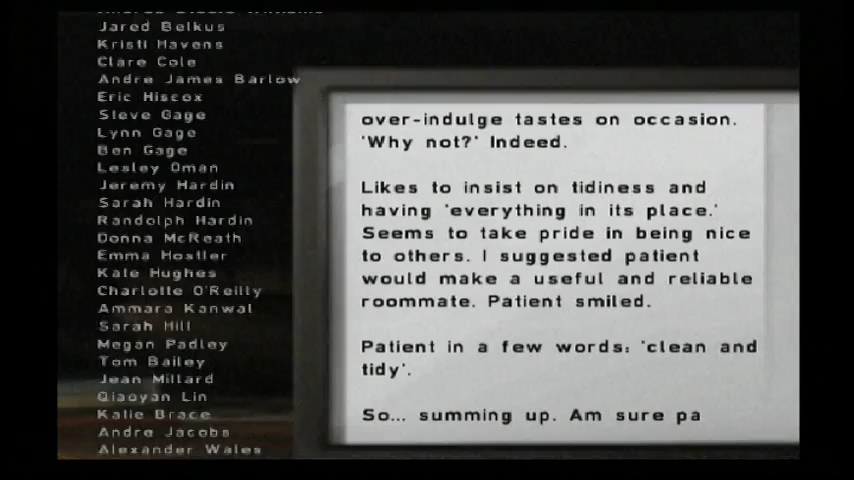 Jared Belkus
Kristi Havens
Clare Cole
Andre James Barlow
Eric Hiscox
Steve Gage
Lynn Gage
Ben Gage
Lesley Oman
Jeremy Hardin
Sarah Hardin
Randolph Hardin
Donna McReath
Emma Hostler
Kate Hughes
Charlotte O'Reilly
Ammara Kanwal
Sarah Hill
Megan Padley
Tom Bailey
Jean Millard
Qiaoyan Lin
Katie Brace
Andre Jacobs
Alexander Wales
over-indulge tastes on occasion.
'Why not?' Indeed.
Likes to insist on tidiness and
having 'everything in its place.'
Seems to take pride in being nice
to others. I suggested patient
would make a useful and reliable
roommate. Patient smiled.
Patient in a few words: 'clean and
tidy'.
So... summing up. Am sure pa